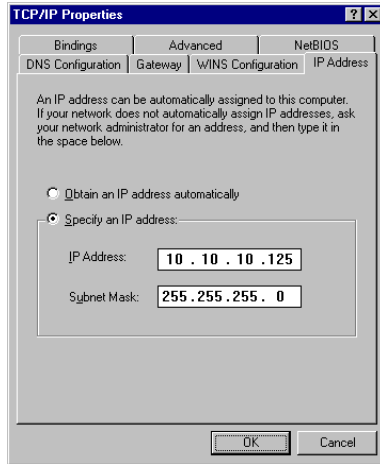 TCP/IP Properties
Bindings Advanced NetBIOS
DNS Configuration Gateway WINS Configuration IP Address
An IP address can be automatically assigned to this computer.
If your network does not automatically assign IP addresses, ask
your network administrator for an address, and then type it in
the space below.
Obtain an IP address automatically
Specify an IP address:
IP Address: 10 . 10 . 10 .125
Subnet Mask: 255.255.255. 0
OK Cancel